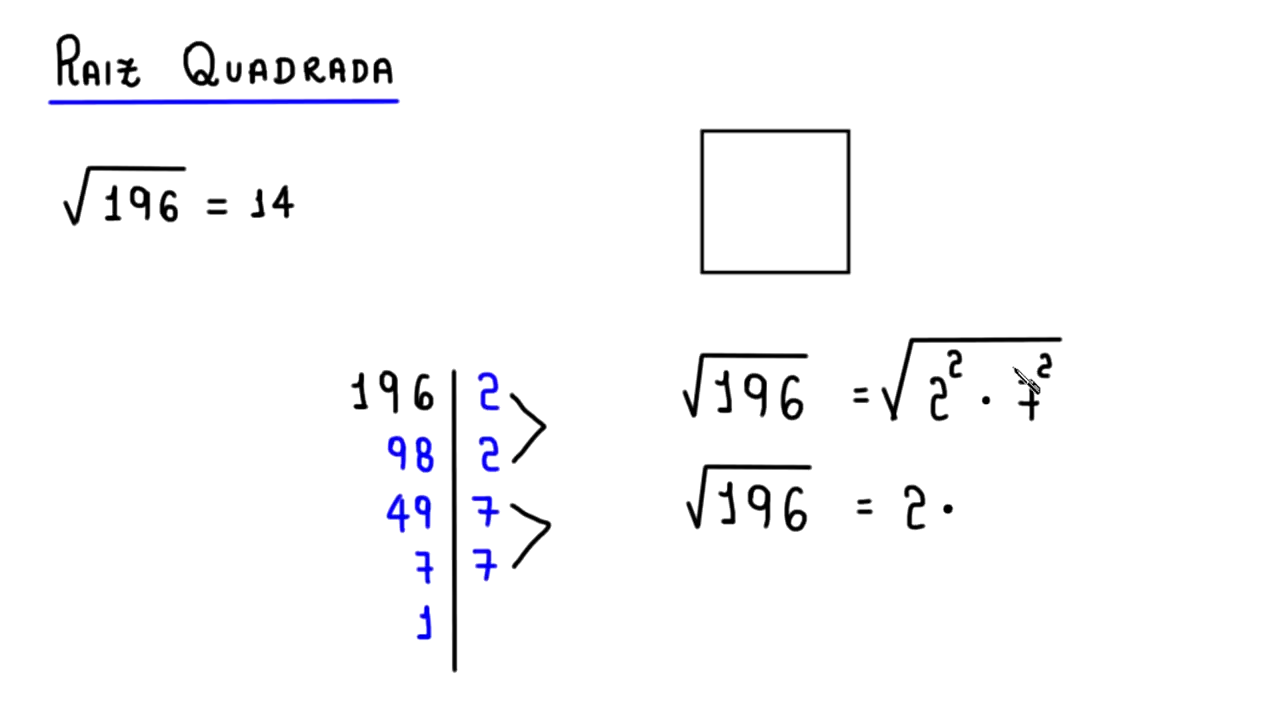 RAIZ QUADRADA
√196 = 14
196 | 2
98 | 2
49 | 7
7 | 7
1 |
√196 = √2² · 7²
√196 = 2 ·